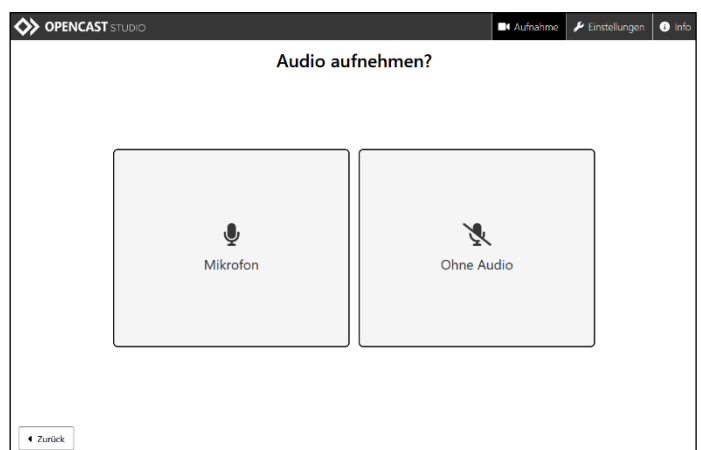 OPENCAST STUDIO Aufnahme Einstellungen Info
Audio aufnehmen?
Mikrofon Ohne Audio
Zurück